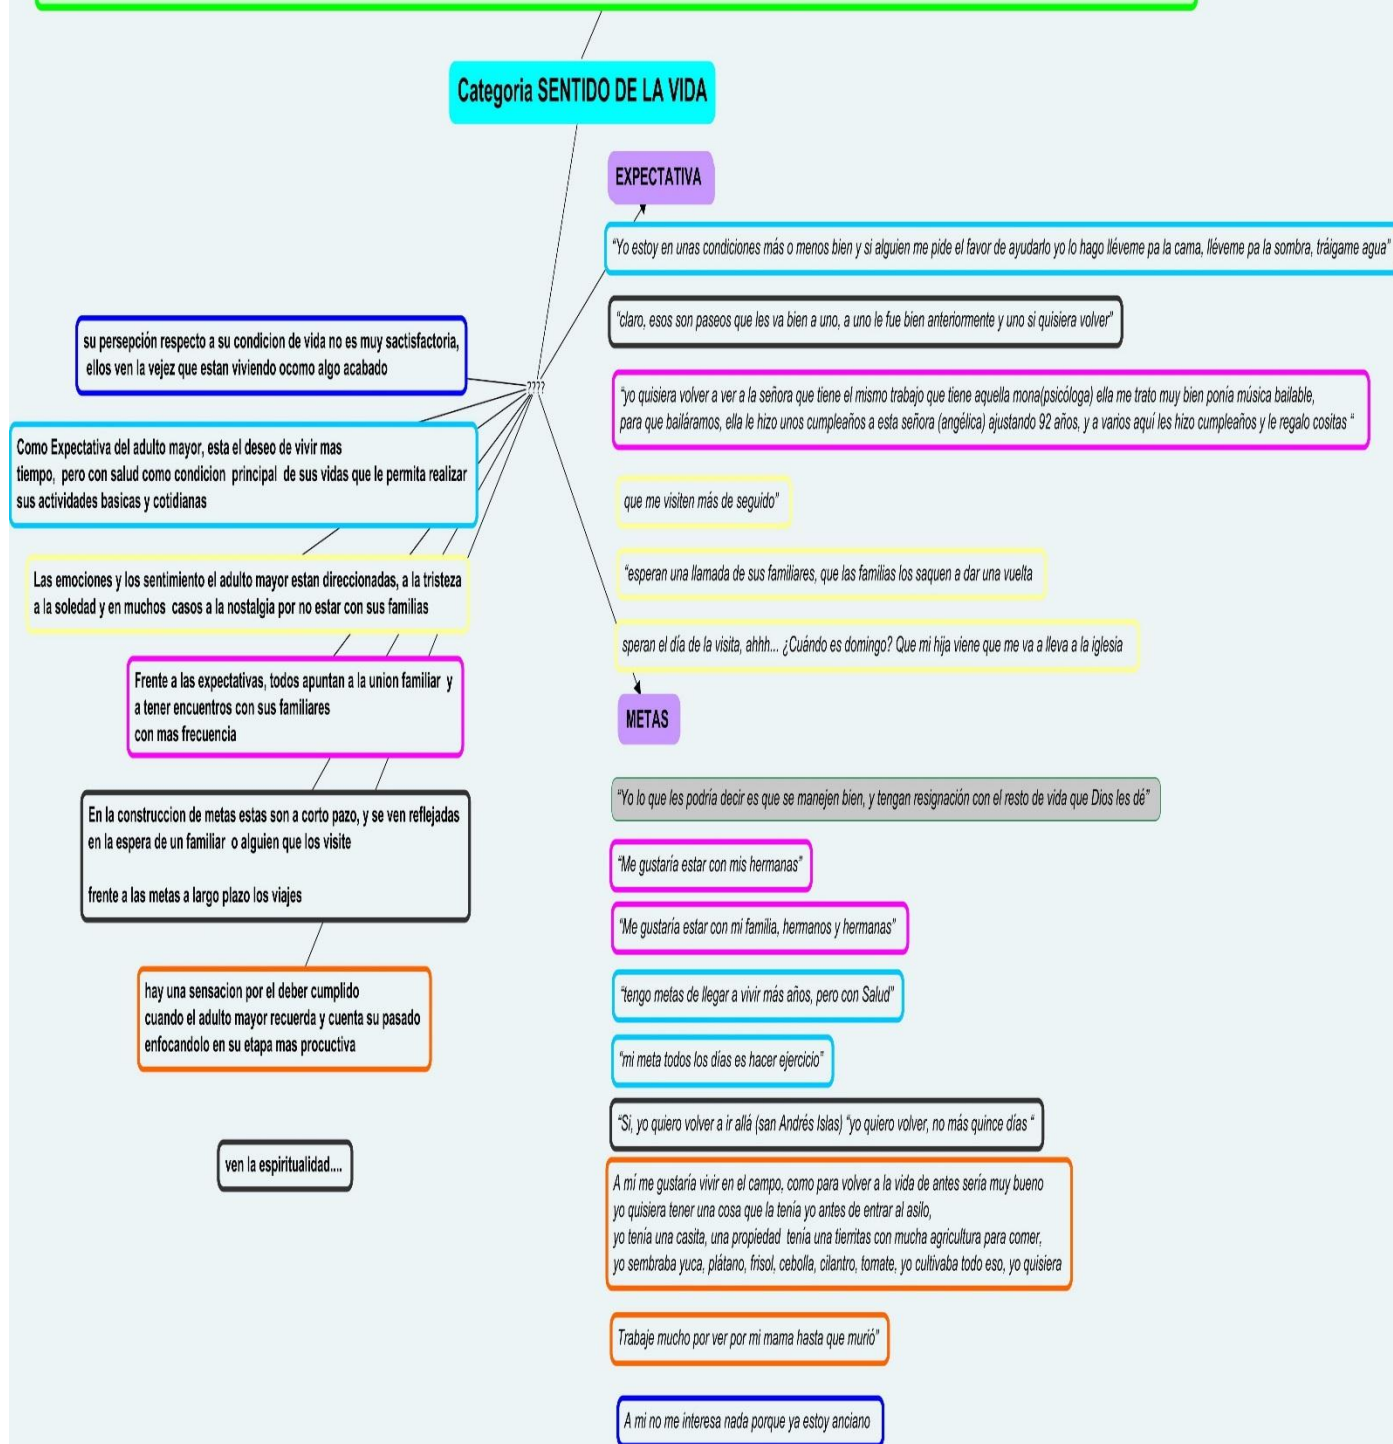 Categoria SENTIDO DE LA VIDA
EXPECTATIVA
“Yo estoy en unas condiciones más o menos bien y si alguien me pide el favor de ayudarlo yo lo hago lléveme pa la cama, lléveme pa la sombra, tráigame agua”
“claro, esos son paseos que les va bien a uno, a uno le fue bien anteriormente y uno si quisiera volver”
“yo quisiera volver a ver a la señora que tiene el mismo trabajo que tiene aquella mona(psicóloga) ella me trato muy bien ponía música bailable,
para que bailáramos, ella le hizo unos cumpleaños a esta señora (angélica) ajustando 92 años, y a varios aquí les hizo cumpleaños y le regalo cositas “
que me visiten más de seguido”
“esperan una llamada de sus familiares, que las familias los saquen a dar una vuelta
speran el día de la visita, ahhh... ¿Cuándo es domingo? Que mi hija viene que me va a lleva a la iglesia
METAS
“Yo lo que les podría decir es que se manejen bien, y tengan resignación con el resto de vida que Dios les dé”
“Me gustaría estar con mis hermanas”
“Me gustaría estar con mi familia, hermanos y hermanas”
“tengo metas de llegar a vivir más años, pero con Salud”
“mi meta todos los días es hacer ejercicio”
“Si, yo quiero volver a ir allá (san Andrés Islas) “yo quiero volver, no más quince días “
A mí me gustaría vivir en el campo, como para volver a la vida de antes sería muy bueno
yo quisiera tener una cosa que la tenía yo antes de entrar al asilo,
yo tenía una casita, una propiedad tenía una tierritas con mucha agricultura para comer,
yo sembraba yuca, plátano, frisol, cebolla, cilantro, tomate, yo cultivaba todo eso, yo quisiera
Trabaje mucho por ver por mi mama hasta que murió”
A mi no me interesa nada porque ya estoy anciano
????
su persepción respecto a su condicion de vida no es muy sactisfactoria,
ellos ven la vejez que estan viviendo ocomo algo acabado
Como Expectativa del adulto mayor, esta el deseo de vivir mas
tiempo, pero con salud como condicion principal de sus vidas que le permita realizar
sus actividades basicas y cotidianas
Las emociones y los sentimiento el adulto mayor estan direccionadas, a la tristeza
a la soledad y en muchos casos a la nostalgia por no estar con sus familias
Frente a las expectativas, todos apuntan a la union familiar y
a tener encuentros con sus familiares
con mas frecuencia
En la construccion de metas estas son a corto pazo, y se ven reflejadas
en la espera de un familiar o alguien que los visite
frente a las metas a largo plazo los viajes
hay una sensacion por el deber cumplido
cuando el adulto mayor recuerda y cuenta su pasado
enfocandolo en su etapa mas procuctiva
ven la espiritualidad....